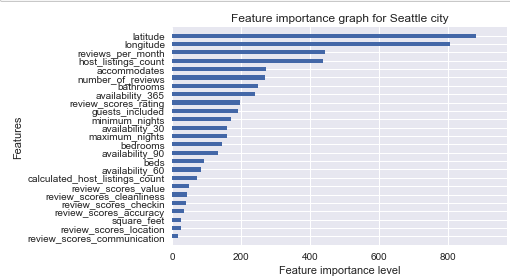 Feature importance graph for Seattle city
Features
latitude
longitude
reviews_per_month
host_listings_count
accommodates
number_of_reviews
bathrooms
availability_365
review_scores_rating
guests_included
minimum_nights
availability_30
maximum_nights
bedrooms
availability_90
beds
availability_60
calculated_host_listings_count
review_scores_value
review_scores_cleanliness
review_scores_checkin
review_scores_accuracy
square_feet
review_scores_location
review_scores_communication
0 200 400 600 800
Feature importance level